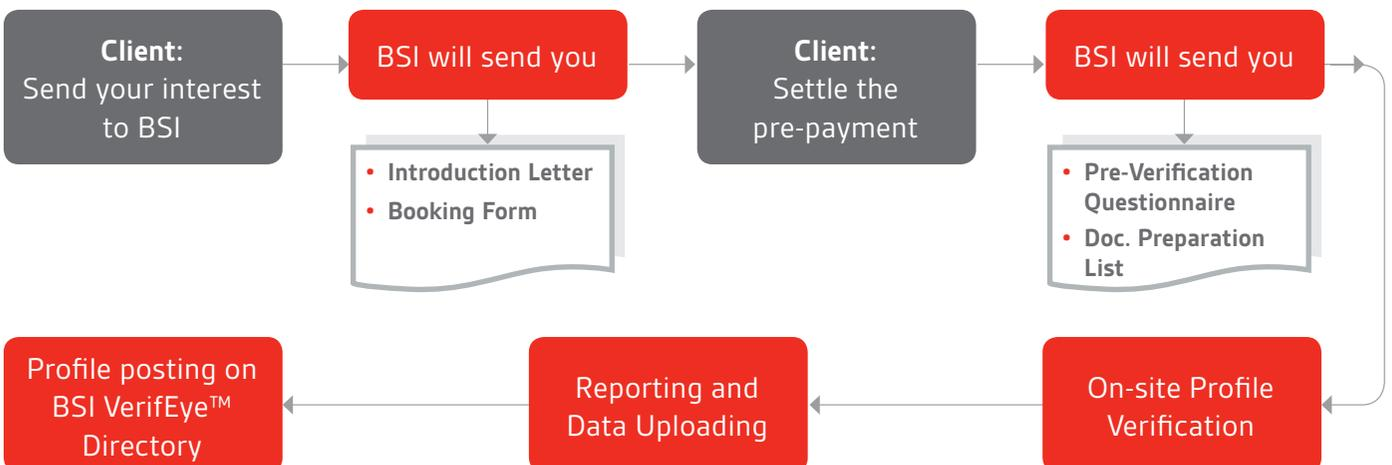 Client:
Send your interest
to BSI
BSI will send you
• Introduction Letter
• Booking Form
Client:
Settle the
pre-payment
BSI will send you
• Pre-Verification
Questionnaire
• Doc. Preparation
List
On-site Profile
Verification
Reporting and
Data Uploading
Profile posting on
BSI VerifEye™
Directory